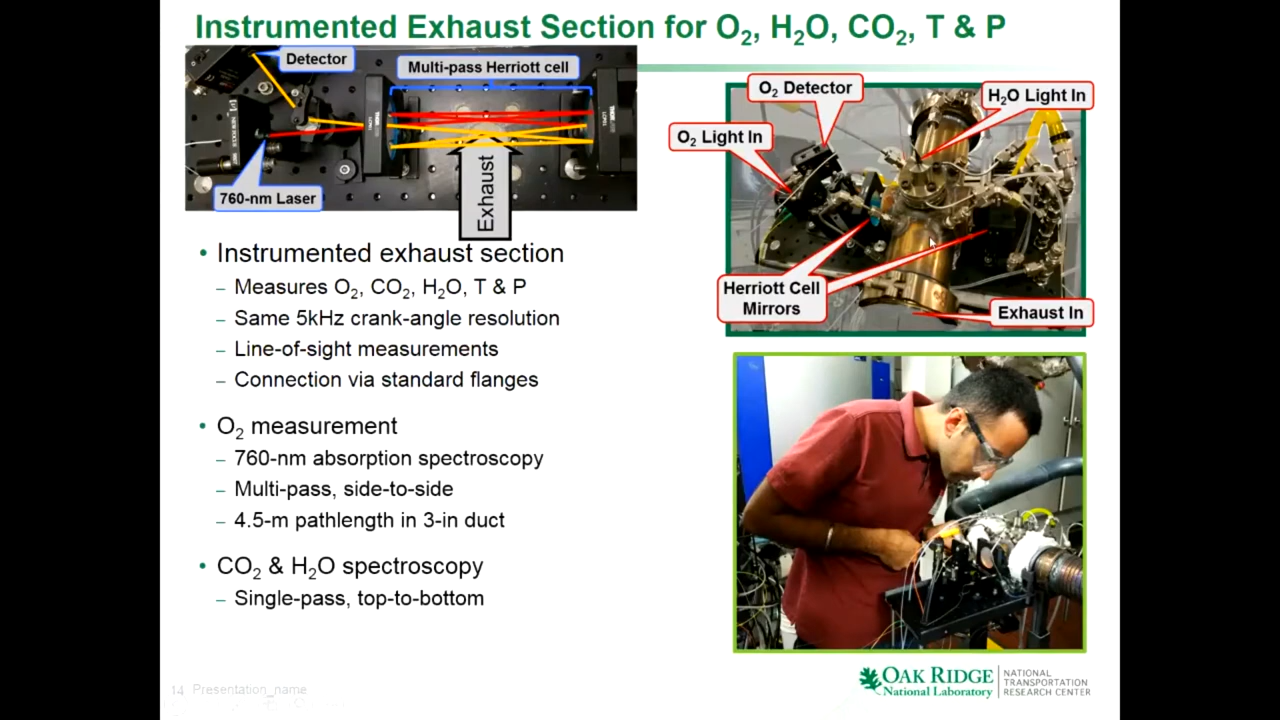 Instrumented Exhaust Section for O₂, H₂O, CO₂, T & P
Detector
Multi-pass Herriott cell
760-nm Laser
Exhaust
O₂ Detector
H₂O Light In
O₂ Light In
Herriott Cell
Mirrors
Exhaust In
• Instrumented exhaust section
– Measures O₂, CO₂, H₂O, T & P
– Same 5kHz crank-angle resolution
– Line-of-sight measurements
– Connection via standard flanges
• O₂ measurement
– 760-nm absorption spectroscopy
– Multi-pass, side-to-side
– 4.5-m pathlength in 3-in duct
• CO₂ & H₂O spectroscopy
– Single-pass, top-to-bottom
14 Presentation_name
OAK RIDGE
National Laboratory
NATIONAL
TRANSPORTATION
RESEARCH CENTER